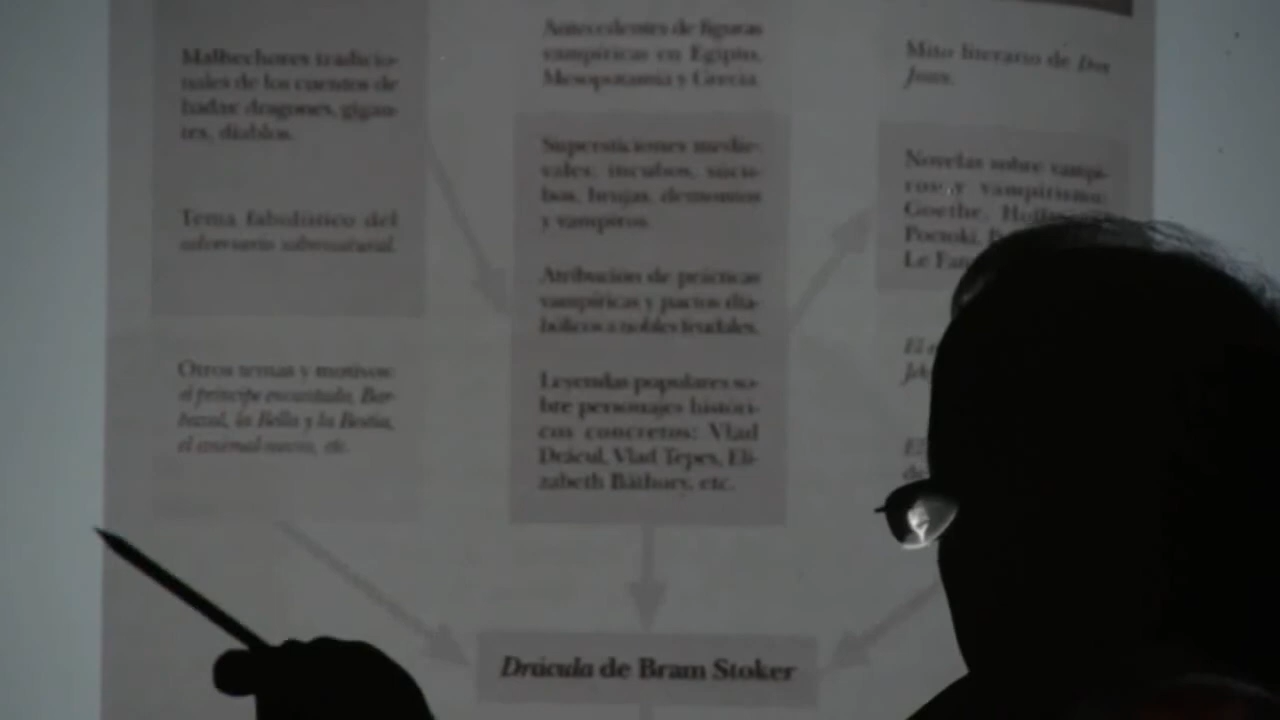 Malhechores tradicio-
nales de los cuentos de
hadas: dragones, gigan-
tes, diablos.
Tema fabulístico del
adversario sobrenatural.
Otros temas y motivos:
el príncipe encantado, Bar-
bazul, la Bella y la Bestia,
el animal-novio, etc.
Antecedentes de figuras
vampíricas en Egipto,
Mesopotamia y Grecia.
Supersticiones medie-
vales: íncubos, súcu-
bos, brujas, demonios
y vampiros.
Atribución de prácticas
vampíricas y pactos dia-
bólicos a nobles feudales.
Leyendas populares so-
bre personajes históri-
cos concretos: Vlad
Drácul, Vlad Tepes, Eli-
zabeth Báthory, etc.
Mito literario de Don
Juan.
Novelas sobre vampi-
ros y vampirismo:
Goethe,
Potocki,
Le
El
Drácula de Bram Stoker